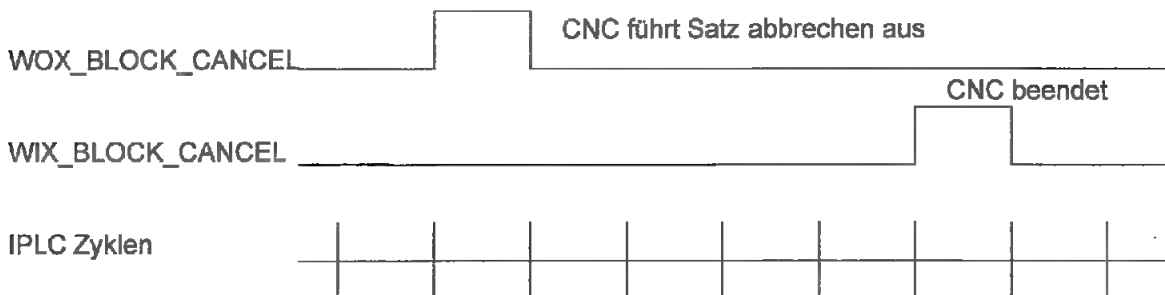 CNC führt Satz abbrechen aus
WOX_BLOCK_CANCEL
CNC beendet
WIX_BLOCK_CANCEL
IPLC Zyklen